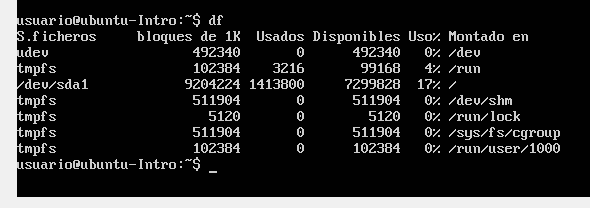 usuario@ubuntu-Intro:~$ df
S.ficheros     bloques de 1K  Usados Disponibles Uso% Montado en
udev                  492340       0      492340   0% /dev
tmpfs                 102384    3216       99168   4% /run
/dev/sda1            9204224 1413800     7299828  17% /
tmpfs                 511904       0      511904   0% /dev/shm
tmpfs                   5120       0        5120   0% /run/lock
tmpfs                 511904       0      511904   0% /sys/fs/cgroup
tmpfs                 102384       0      102384   0% /run/user/1000
usuario@ubuntu-Intro:~$ _